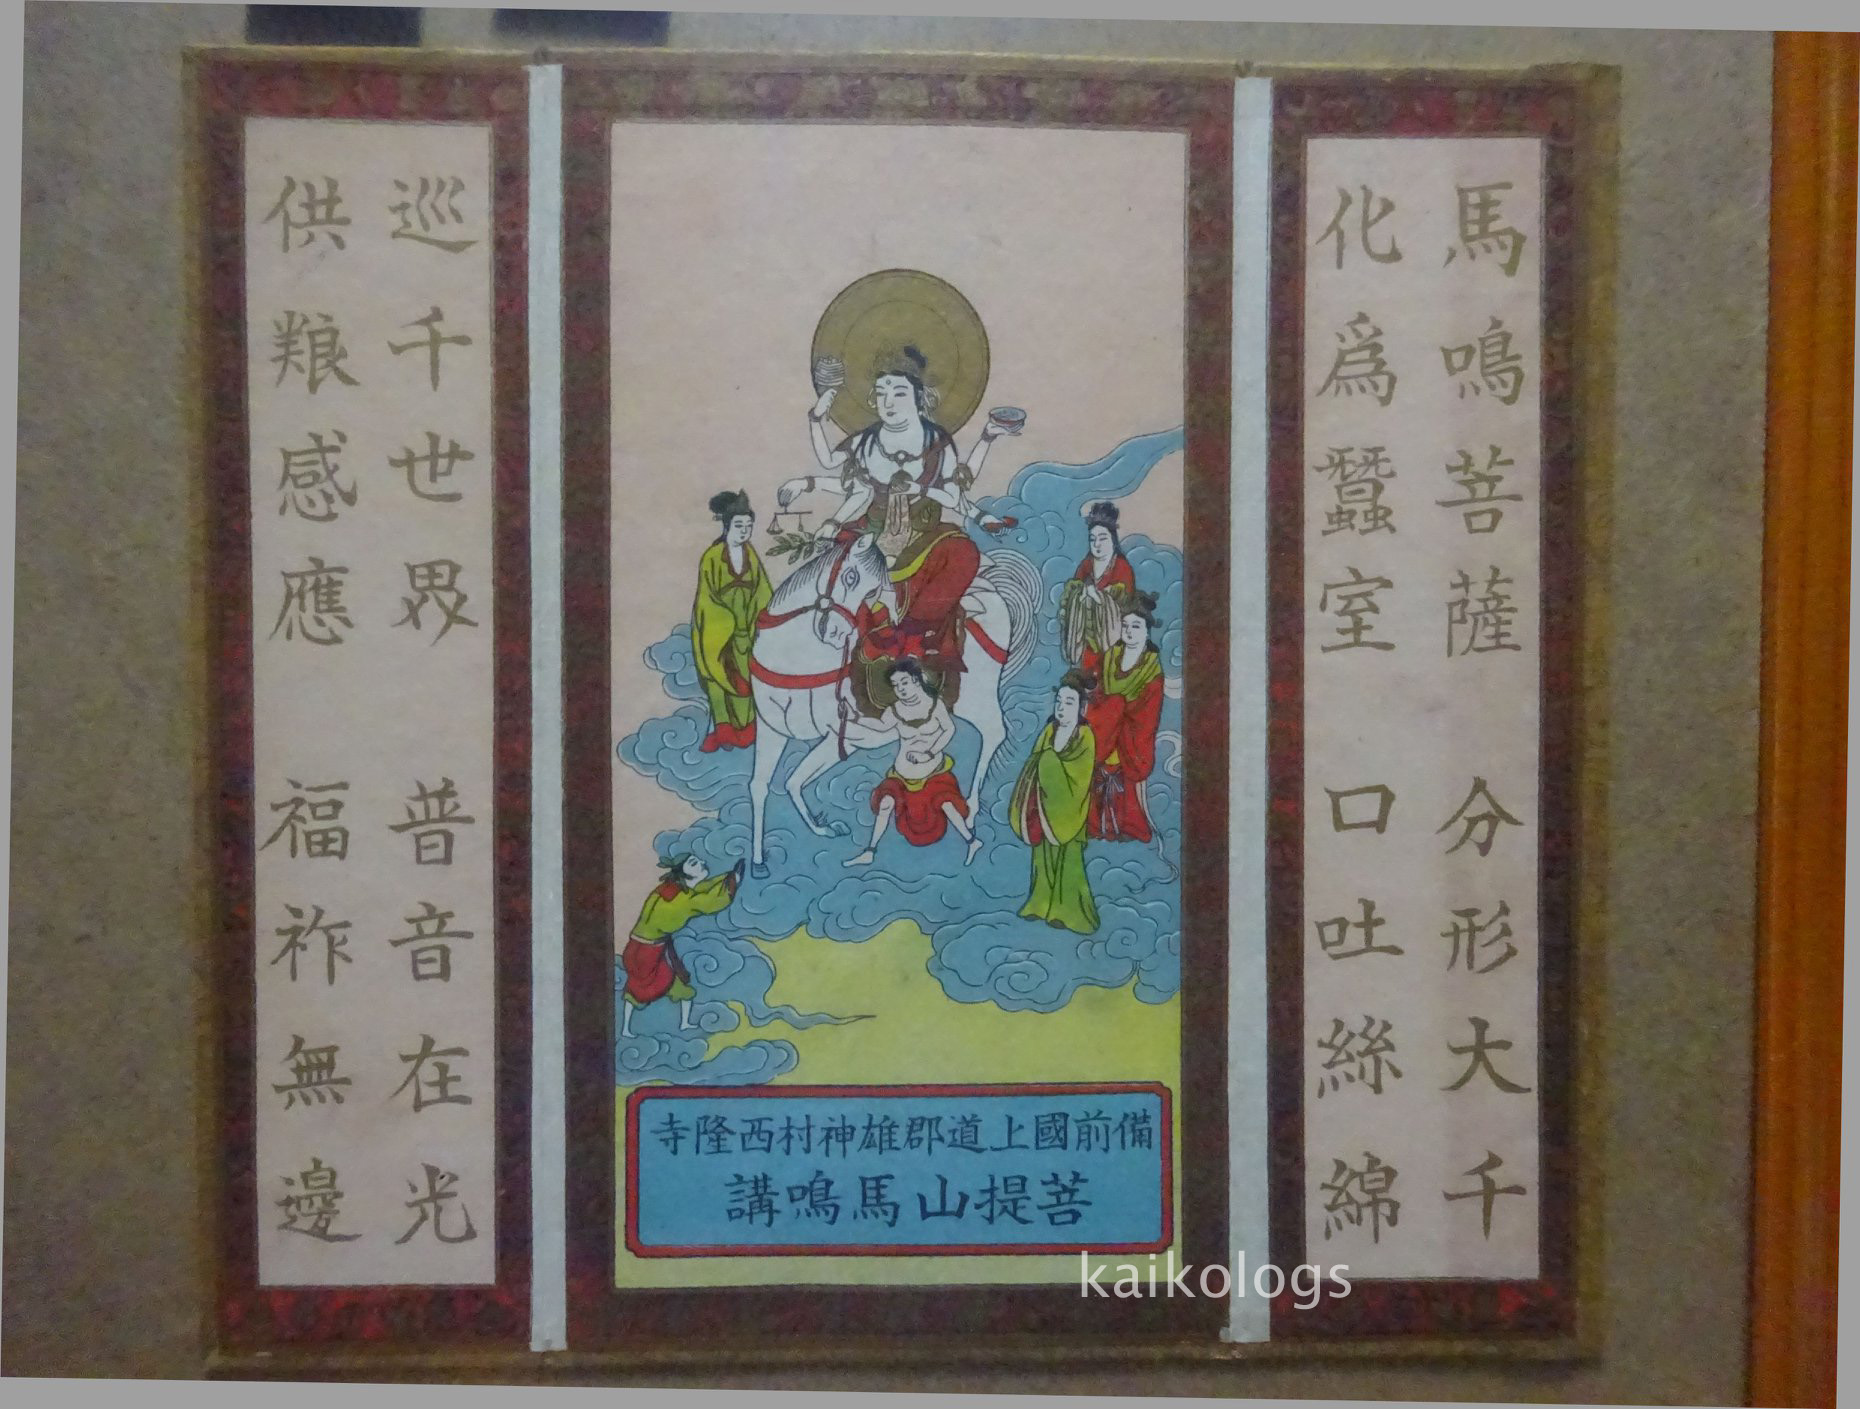 馬鳴菩薩 分形大千
化爲蠶室 口吐絲綿
備前國上道郡雄神村西隆寺
菩提山馬鳴講
巡千世界 普音在光
供粮感應 福祚無邊
kaikologs